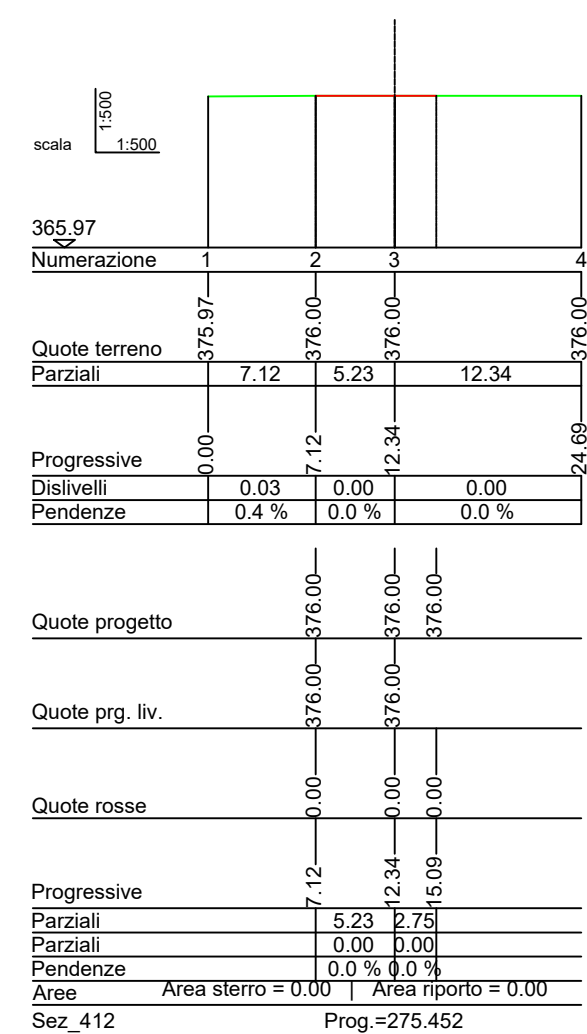 scala 1:500 1:500
365.97
Numerazione 1 2 3 4
Quote terreno 375.97 376.00 376.00 376.00
Parziali 7.12 5.23 12.34
Progressive 0.00 7.12 12.34 24.69
Dislivelli 0.03 0.00 0.00
Pendenze 0.4 % 0.0 % 0.0 %
Quote progetto 376.00 376.00 376.00
Quote prg. liv. 376.00 376.00
Quote rosse 0.00 0.00 0.00
Progressive 7.12 12.34 15.09
Parziali 5.23 2.75
Parziali 0.00 0.00
Pendenze 0.0 % 0.0 %
Aree Area sterro = 0.00 | Area riporto = 0.00
Sez_412 Prog.=275.452